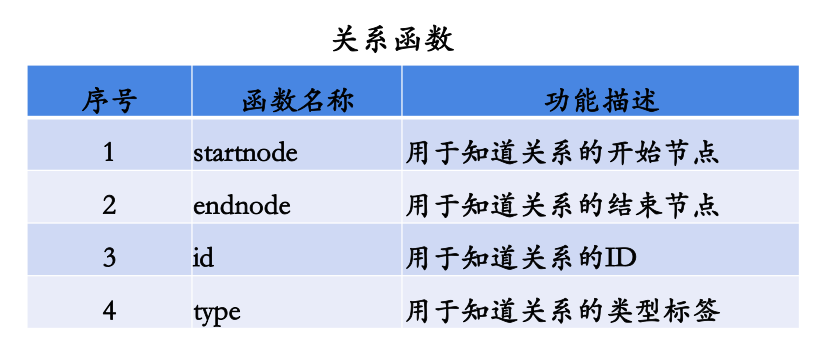 关系函数
序号 函数名称 功能描述
1 startnode 用于知道关系的开始节点
2 endnode 用于知道关系的结束节点
3 id 用于知道关系的ID
4 type 用于知道关系的类型标签